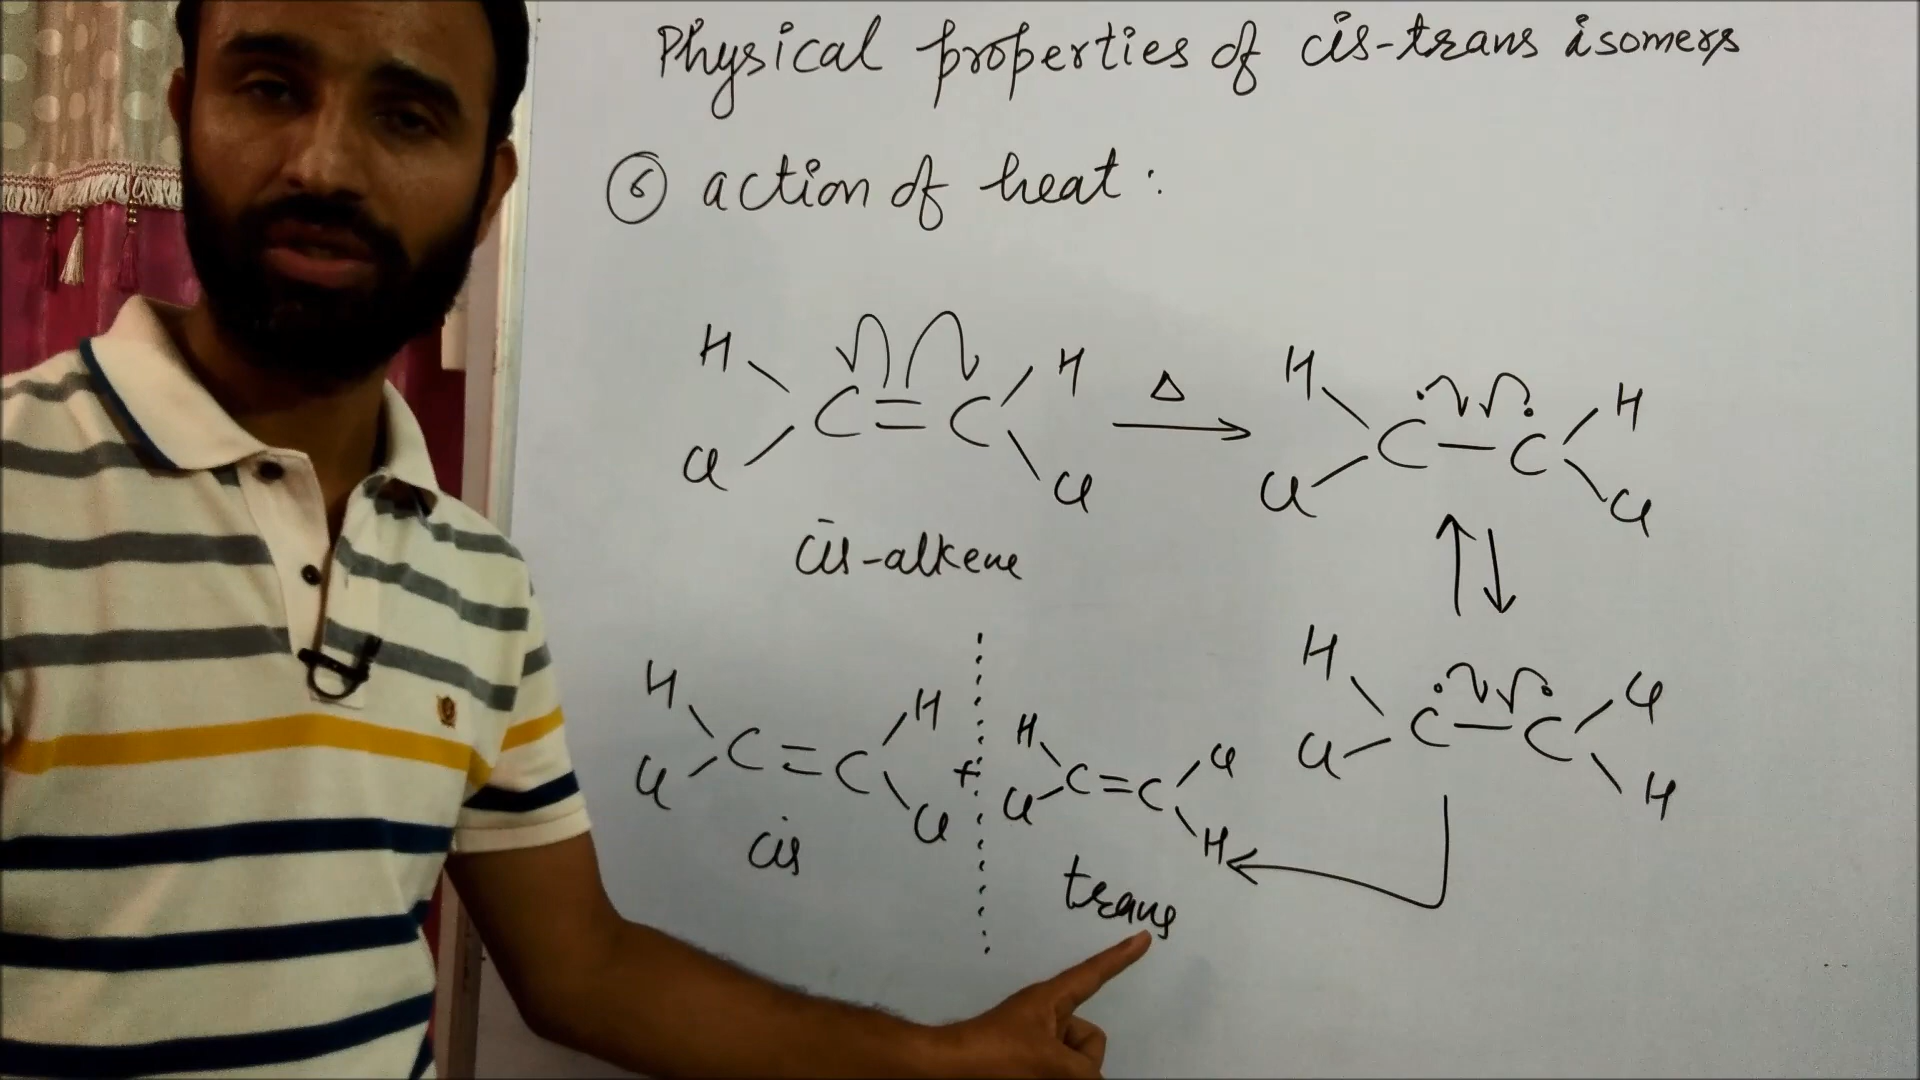 Physical properties of cis-trans isomers
⑥ action of heat :
H C = C H Δ H C — C H
Cl Cl Cl Cl
cis-alkene
H C = C H + H C = C Cl H C — C Cl
Cl Cl Cl H Cl H
cis trans